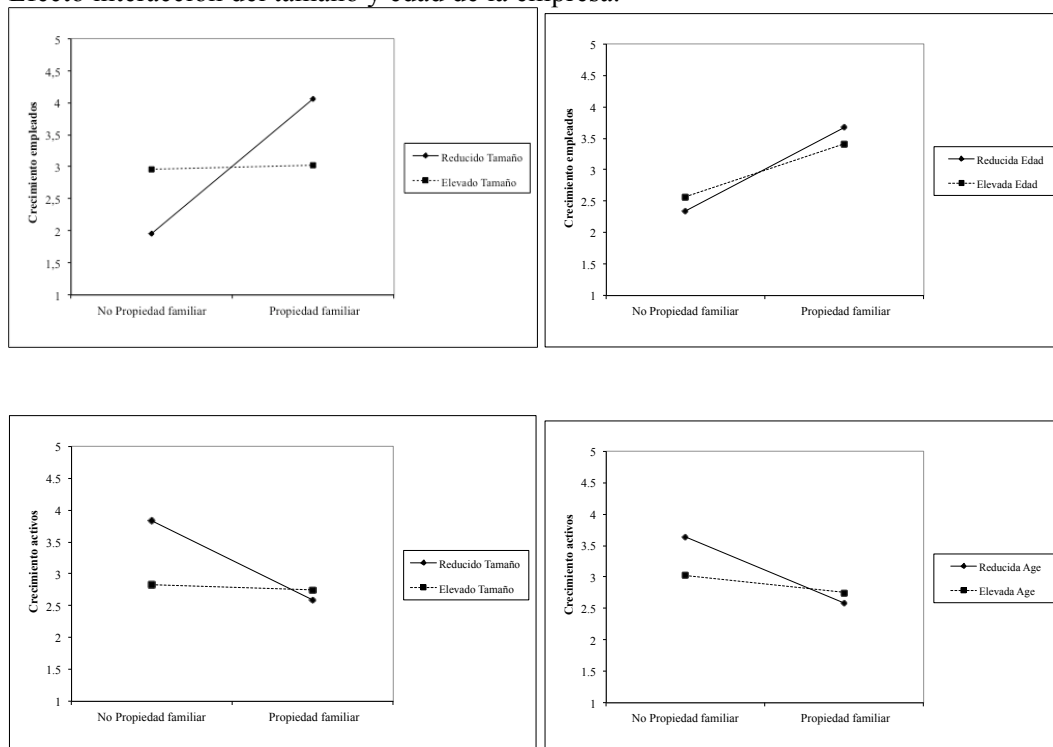 Efecto interacción del tamaño y edad de la empresa.
Crecimiento empleados
5
4,5
4
3,5
3
2,5
2
1,5
1
No Propiedad familiar Propiedad familiar
Reducido Tamaño
Elevado Tamaño
Crecimiento empleados
5
4.5
4
3.5
3
2.5
2
1.5
1
No Propiedad familiar Propiedad familiar
Reducida Edad
Elevada Edad
Crecimiento activos
5
4.5
4
3.5
3
2.5
2
1.5
1
No Propiedad familiar Propiedad familiar
Reducido Tamaño
Elevado Tamaño
Crecimiento activos
5
4.5
4
3.5
3
2.5
2
1.5
1
No Propiedad familiar Propiedad familiar
Reducida Age
Elevada Age